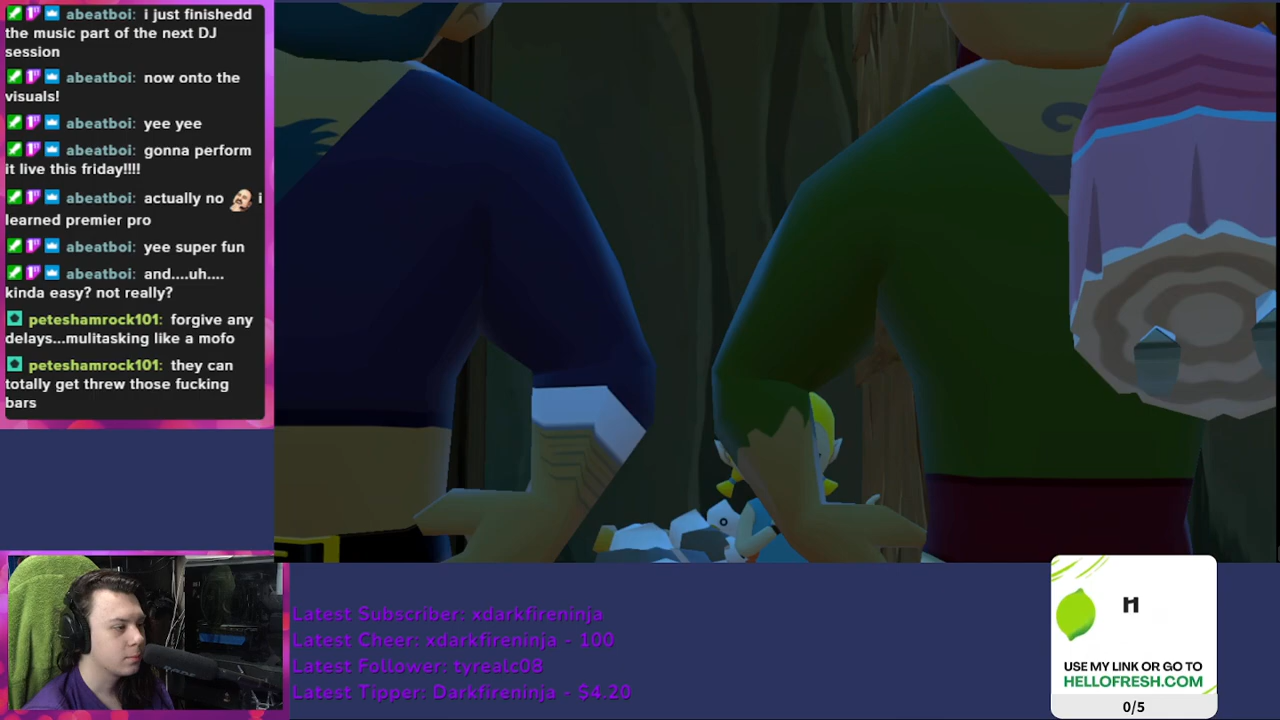 abeatboi: i just finishedd
the music part of the next DJ
session
abeatboi: now onto the
visuals!
abeatboi: yee yee
abeatboi: gonna perform
it live this friday!!!!
abeatboi: actually no i
learned premier pro
abeatboi: yee super fun
abeatboi: and....uh....
kinda easy? not really?
peteshamrock101: forgive any
delays...mulitasking like a mofo
peteshamrock101: they can
totally get threw those fucking
bars
Latest Subscriber: xdarkfireninja
Latest Cheer: xdarkfireninja - 100
Latest Follower: tyrealc08
Latest Tipper: Darkfireninja - $4.20
USE MY LINK OR GO TO
HELLOFRESH.COM
0/5